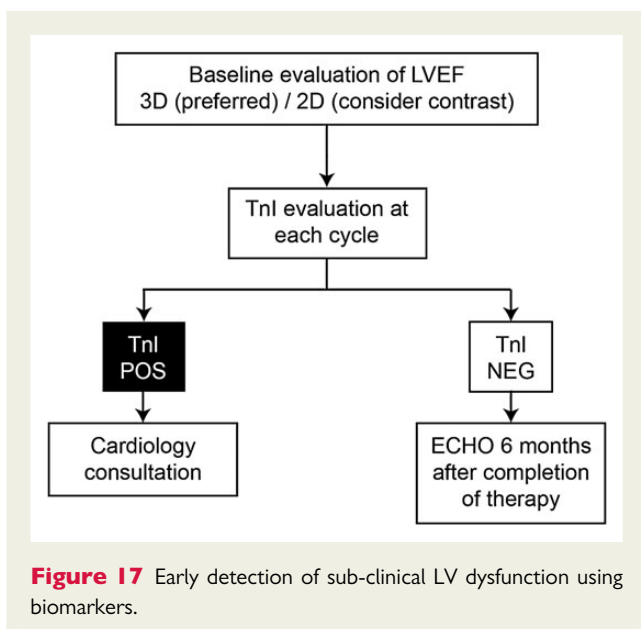 Baseline evaluation of LVEF
3D (preferred) / 2D (consider contrast)
TnI evaluation at
each cycle
TnI
POS
TnI
NEG
Cardiology
consultation
ECHO 6 months
after completion
of therapy
Figure 17 Early detection of sub-clinical LV dysfunction using
biomarkers.